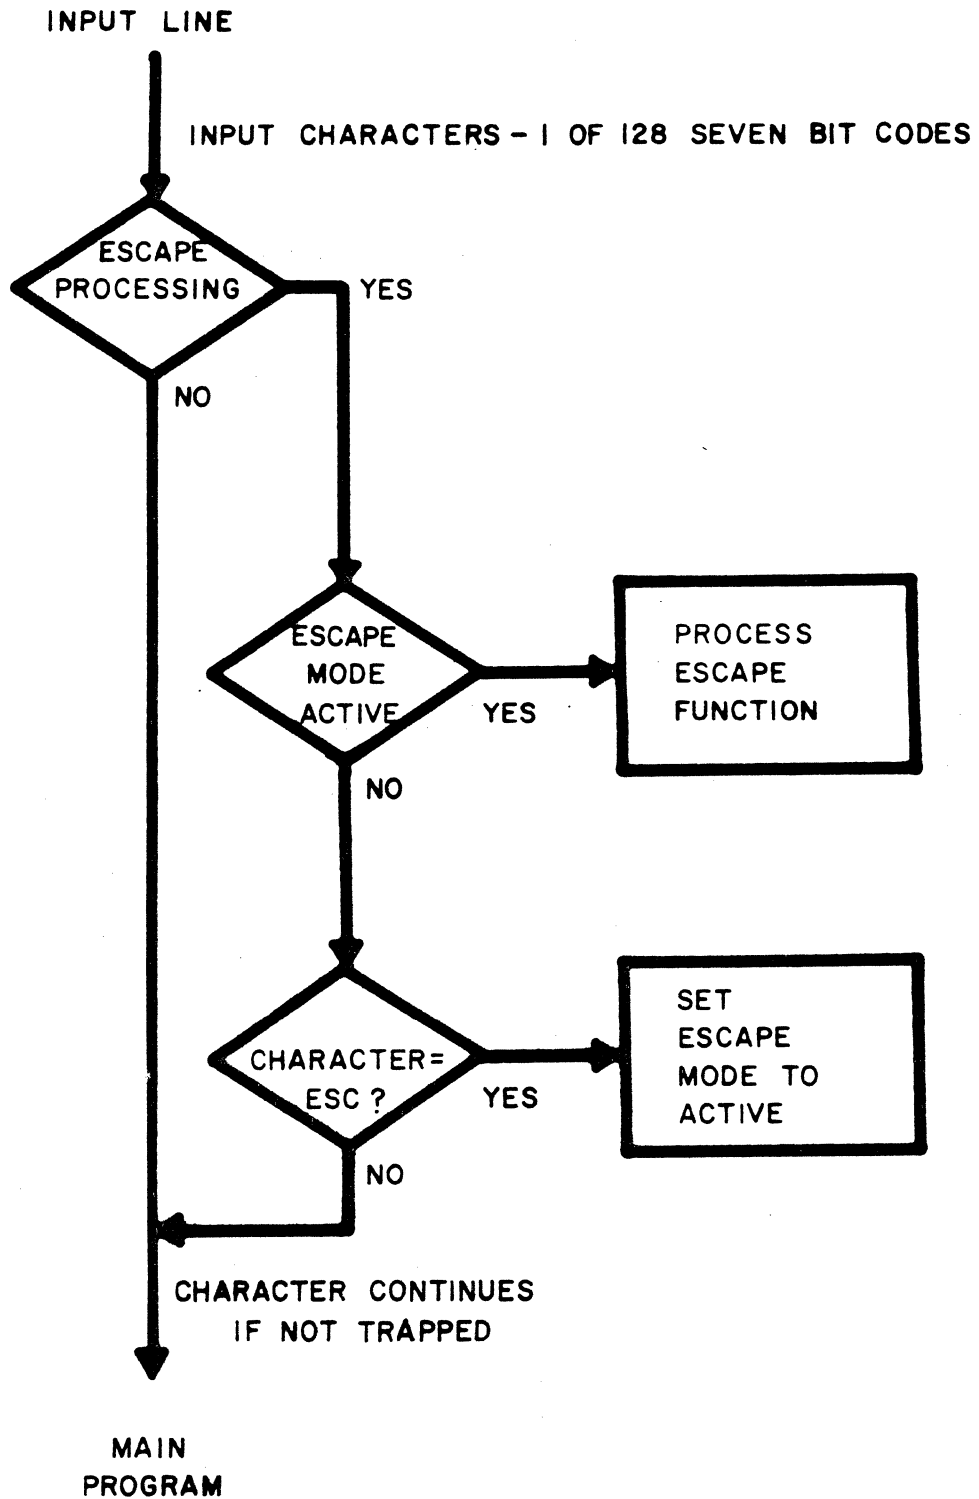 INPUT LINE
INPUT CHARACTERS - 1 OF 128 SEVEN BIT CODES
ESCAPE
PROCESSING
YES
NO
ESCAPE
MODE
ACTIVE
YES
NO
PROCESS
ESCAPE
FUNCTION
CHARACTER=
ESC ?
YES
NO
SET
ESCAPE
MODE TO
ACTIVE
CHARACTER CONTINUES
IF NOT TRAPPED
MAIN
PROGRAM